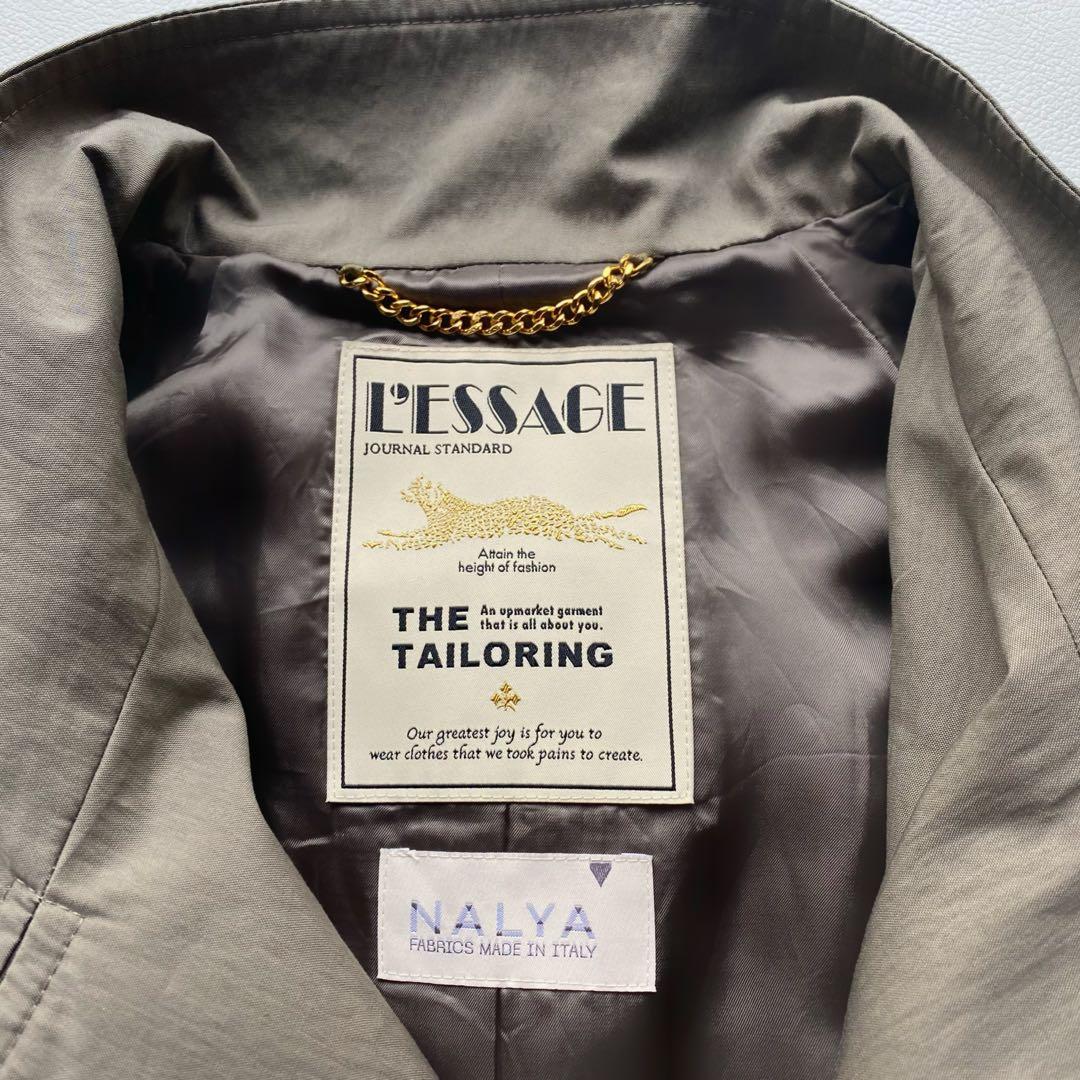 L'ESSAGE
JOURNAL STANDARD
Attain the
height of fashion
THE An upmarket garment
that is all about you.
TAILORING
Our greatest joy is for you to
wear clothes that we took pains to create.
NALYA
FABRICS MADE IN ITALY